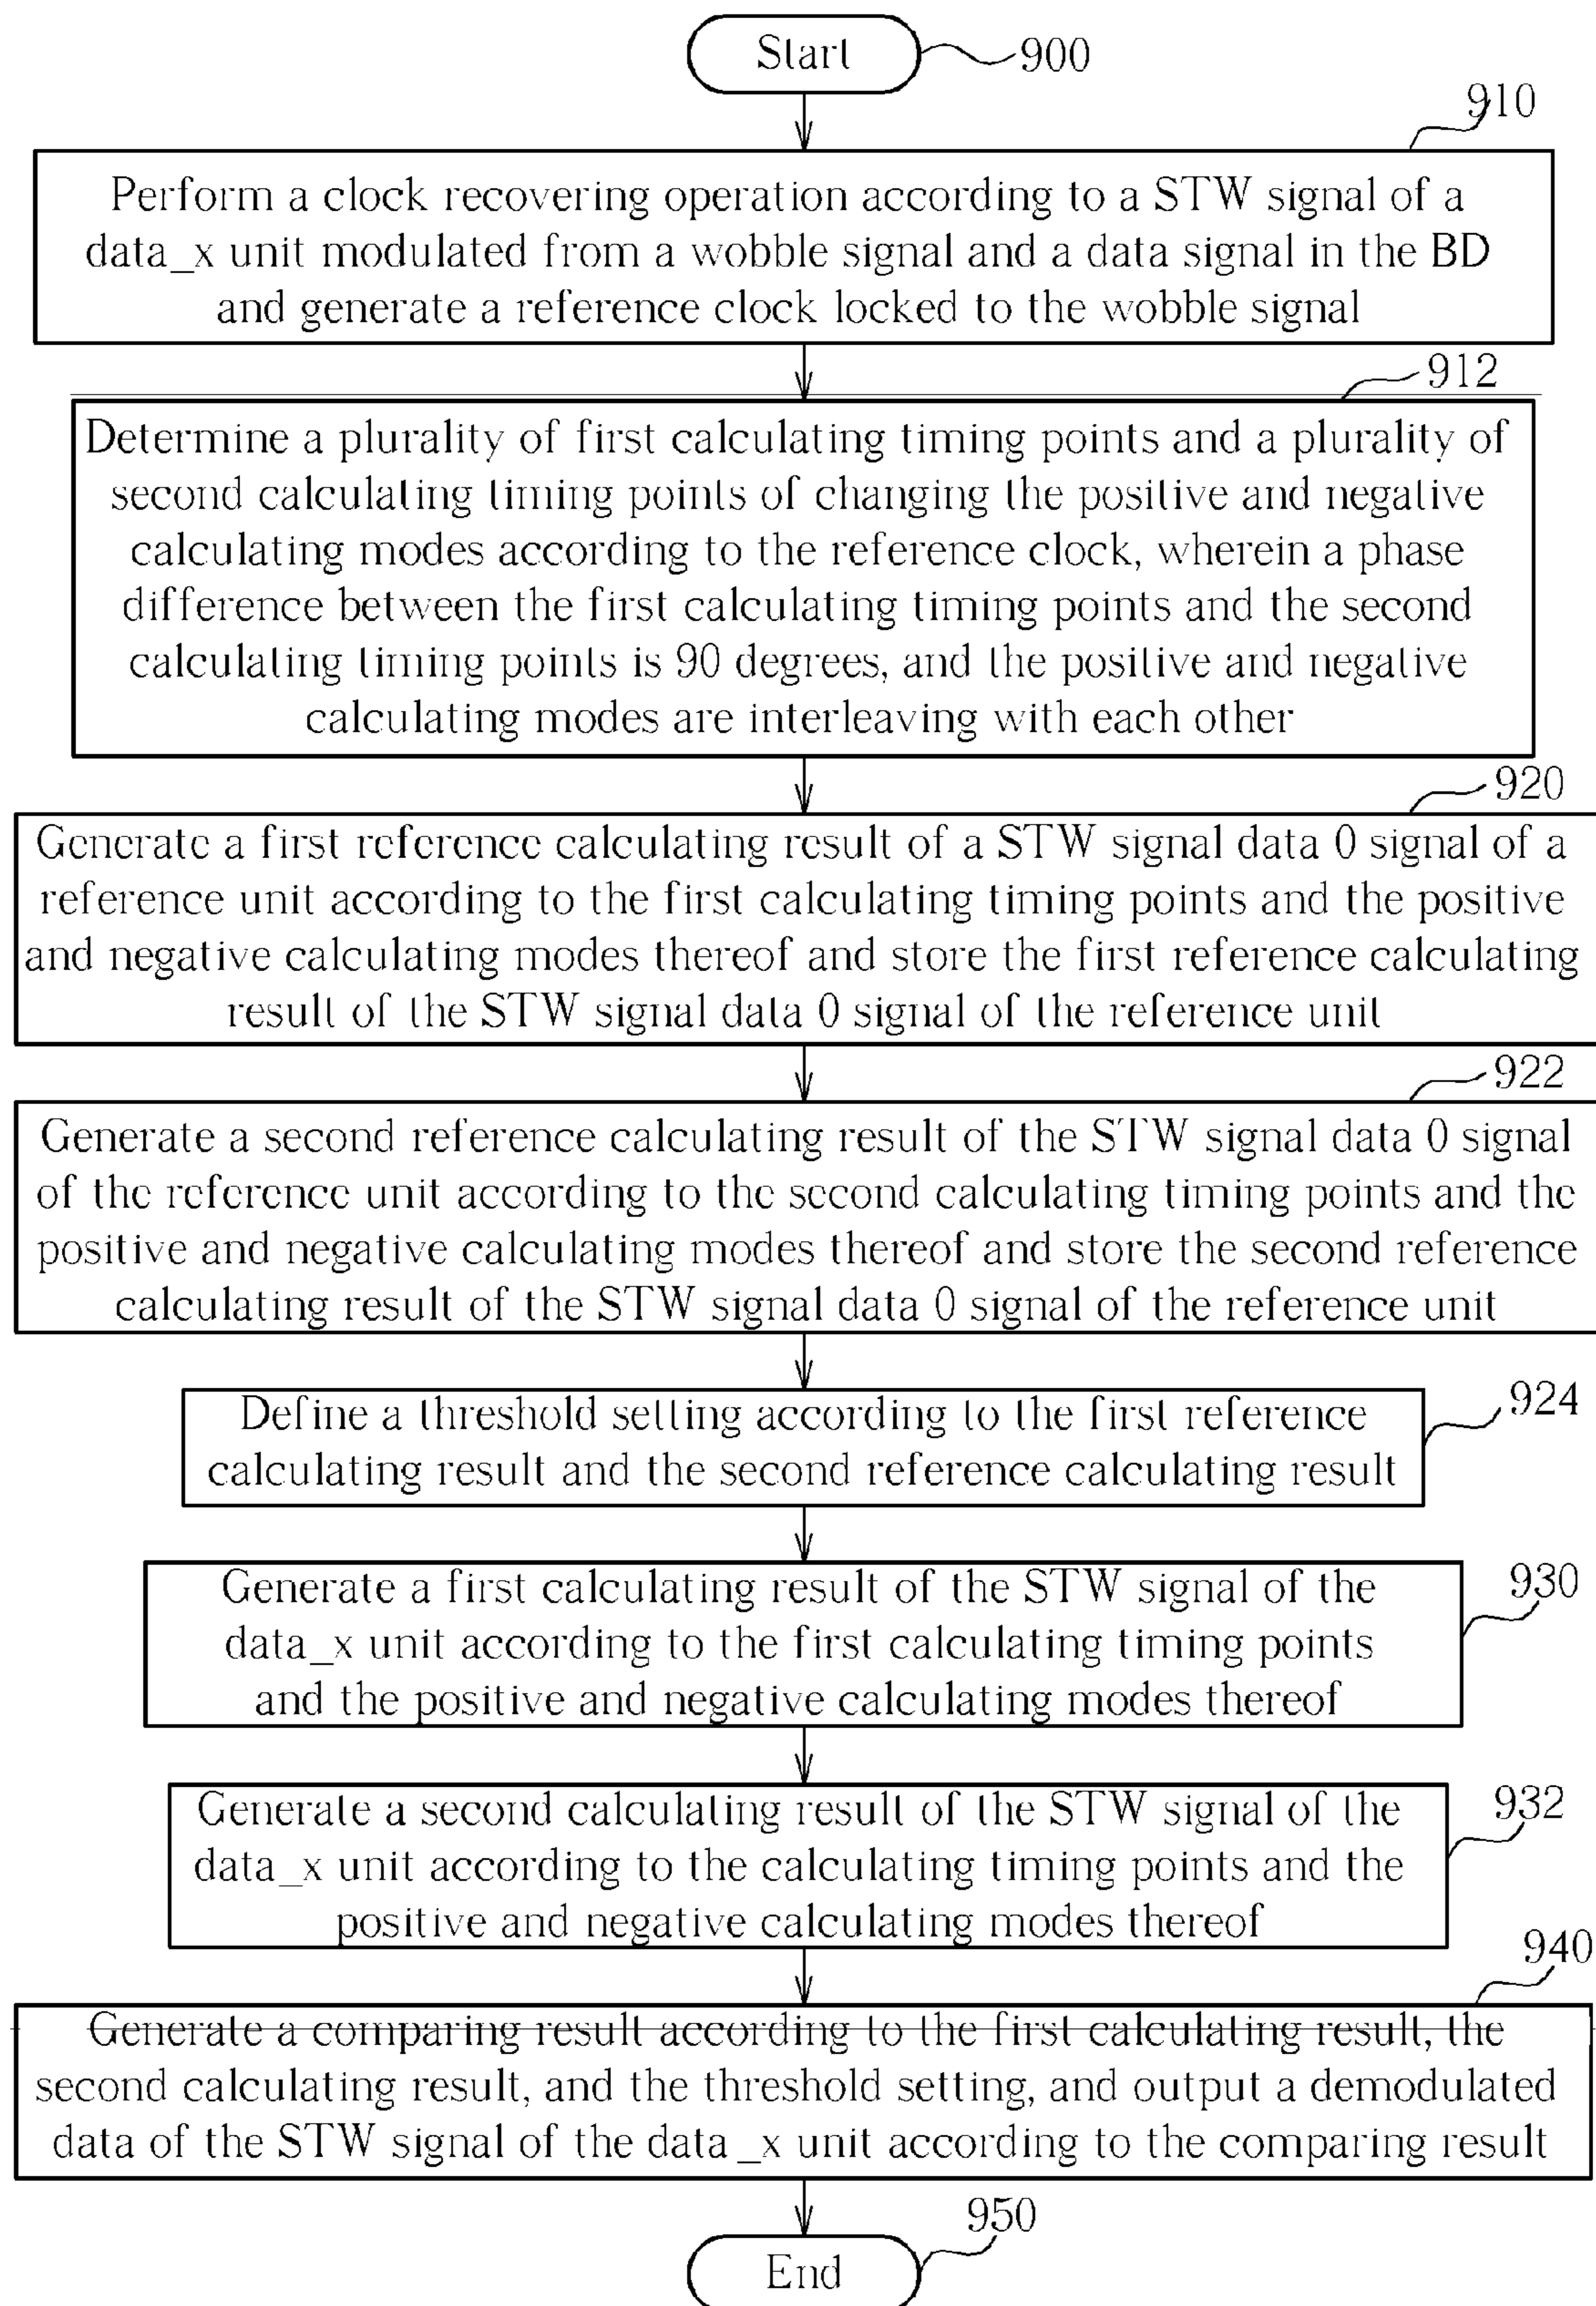 Start
900
910
Perform a clock recovering operation according to a STW signal of a
data_x unit modulated from a wobble signal and a data signal in the BD
and generate a reference clock locked to the wobble signal
912
Determine a plurality of first calculating timing points and a plurality of
second calculating timing points of changing the positive and negative
calculating modes according to the reference clock, wherein a phase
difference between the first calculating timing points and the second
calculating timing points is 90 degrees, and the positive and negative
calculating modes are interleaving with each other
920
Generate a first reference calculating result of a STW signal data 0 signal of a
reference unit according to the first calculating timing points and the positive
and negative calculating modes thereof and store the first reference calculating
result of the STW signal data 0 signal of the reference unit
922
Generate a second reference calculating result of the STW signal data 0 signal
of the reference unit according to the second calculating timing points and the
positive and negative calculating modes thereof and store the second reference
calculating result of the STW signal data 0 signal of the reference unit
924
Define a threshold setting according to the first reference
calculating result and the second reference calculating result
930
Generate a first calculating result of the STW signal of the
data_x unit according to the first calculating timing points
and the positive and negative calculating modes thereof
932
Generate a second calculating result of the STW signal of the
data_x unit according to the calculating timing points and the
positive and negative calculating modes thereof
940
Generate a comparing result according to the first calculating result, the
second calculating result, and the threshold setting, and output a demodulated
data of the STW signal of the data_x unit according to the comparing result
950
End